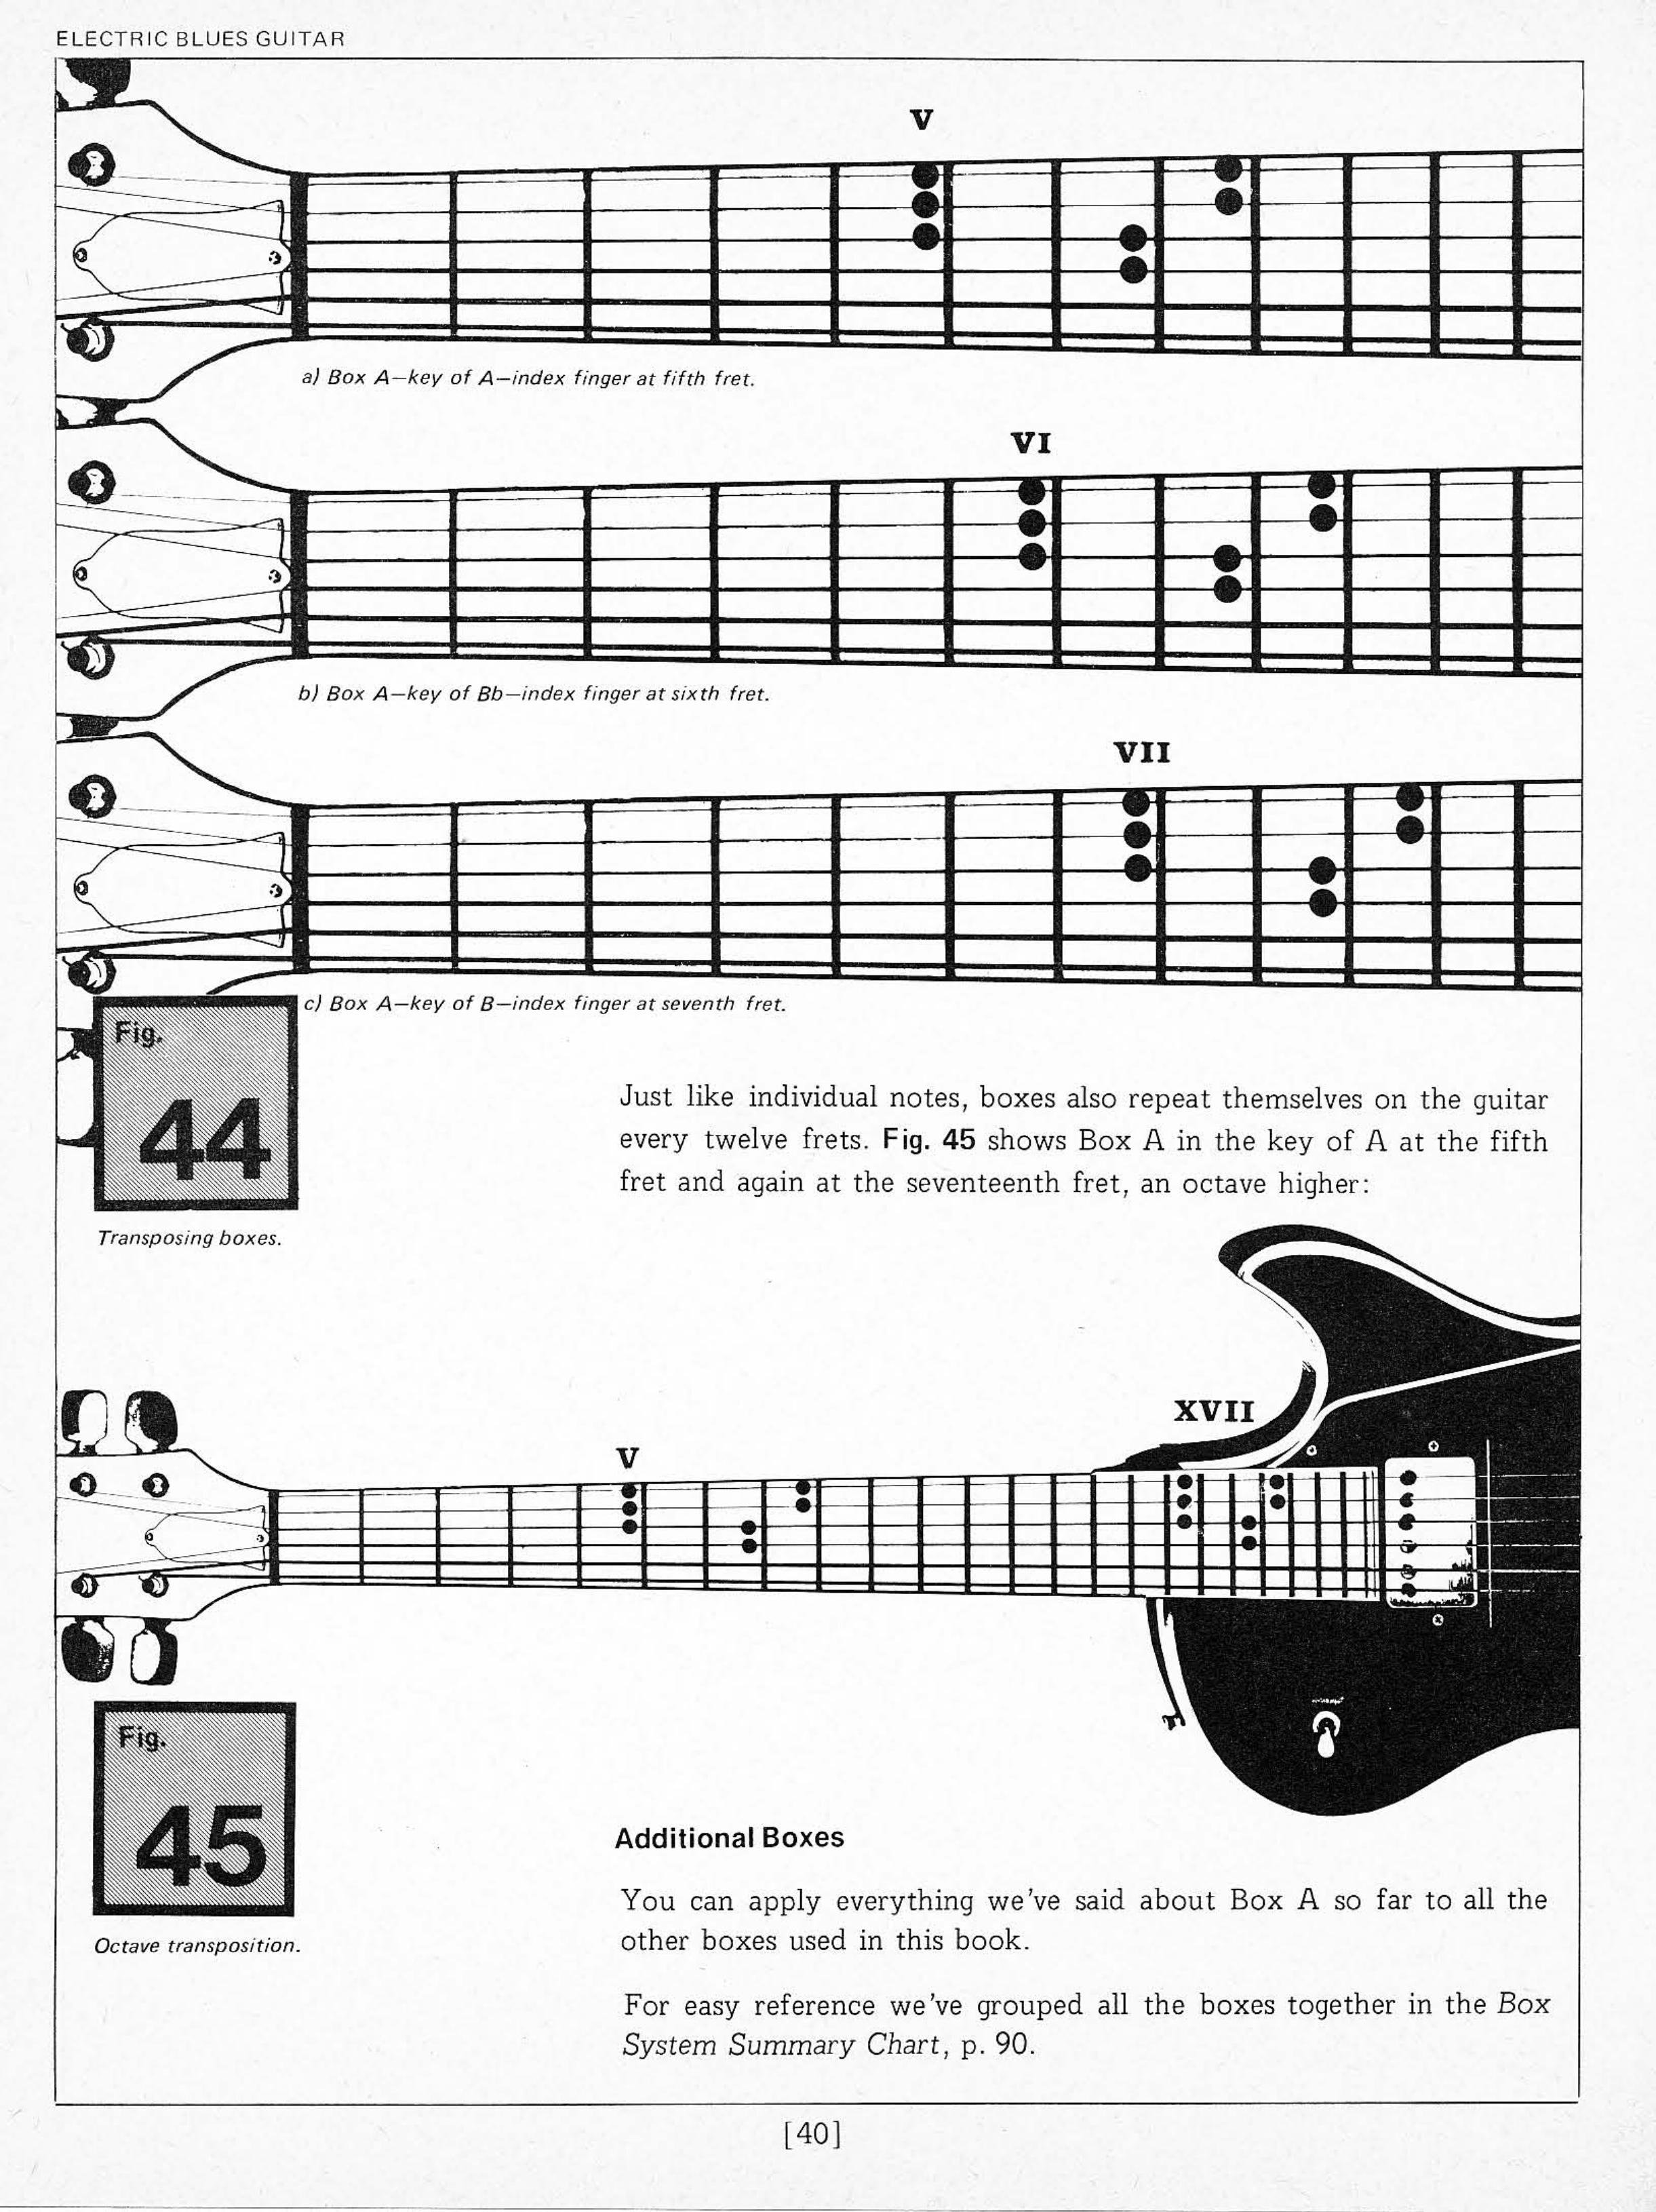 ELECTRIC BLUES GUITAR
V
a) Box A—key of A—index finger at fifth fret.
VI
b) Box A—key of Bb—index finger at sixth fret.
VII
c) Box A—key of B—index finger at seventh fret.
Fig.
44
Transposing boxes.
Just like individual notes, boxes also repeat themselves on the guitar
every twelve frets. Fig. 45 shows Box A in the key of A at the fifth
fret and again at the seventeenth fret, an octave higher:
XVII
V
Fig.
45
Octave transposition.
Additional Boxes
You can apply everything we've said about Box A so far to all the
other boxes used in this book.
For easy reference we've grouped all the boxes together in the Box
System Summary Chart, p. 90.
[40]